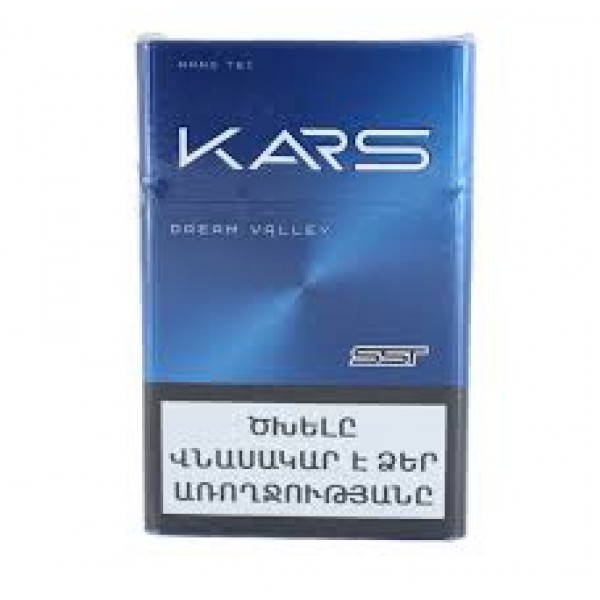 NANO TEC
KARS
DREAM VALLEY
SST
ԾԽԵԼԸ
ՎՆԱՍԱԿԱՐ Է ՁԵՐ
ԱՌՈՂՋՈՒԹՅԱՆԸ